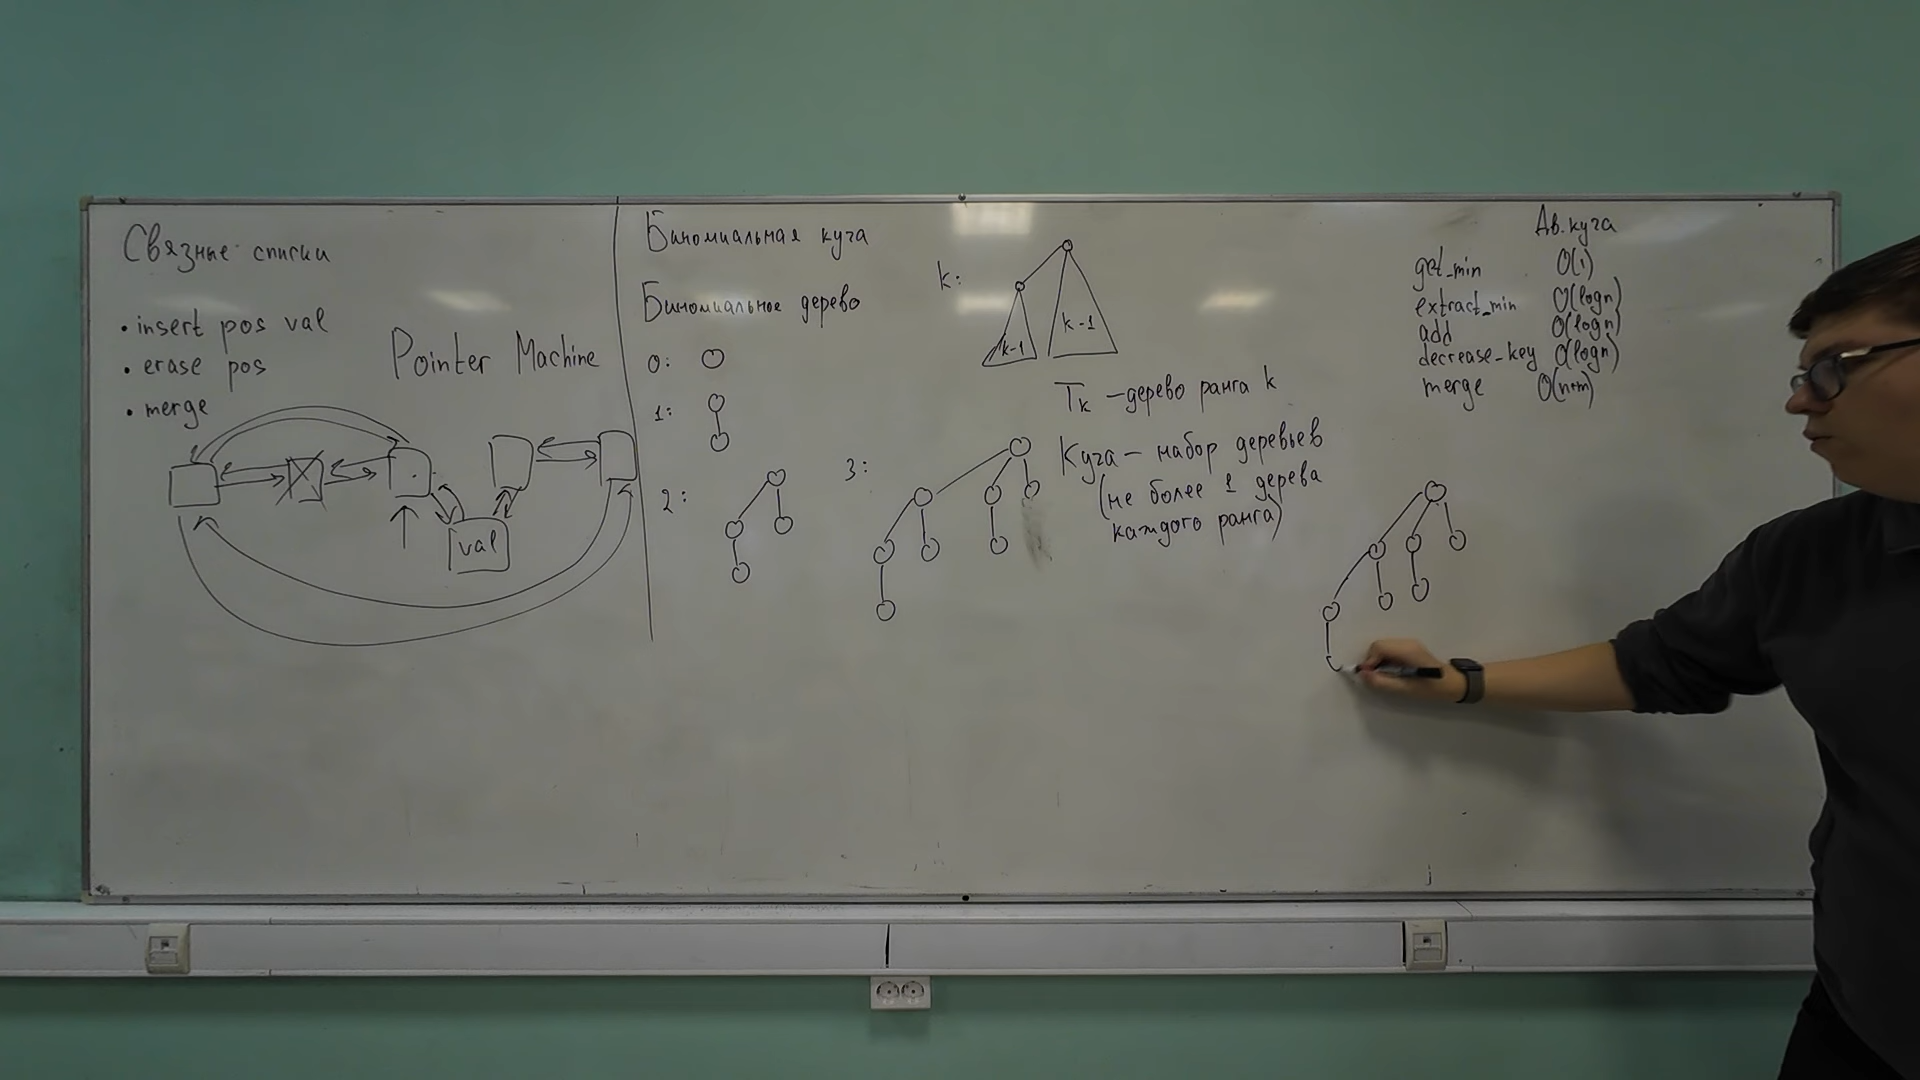 Связные списки
• insert pos val
• erase pos
• merge
Pointer Machine
val
Биномиальная куча
Биномиальное дерево
0:
1:
2:
3:
k:
k-1
k-1
Tk – дерево ранга k
Куча – набор деревьев
(не более 1 дерева
каждого ранга)
Дв. куча
get_min O(1)
extract_min O(logn)
add O(logn)
decrease_key O(logn)
merge O(n+m)